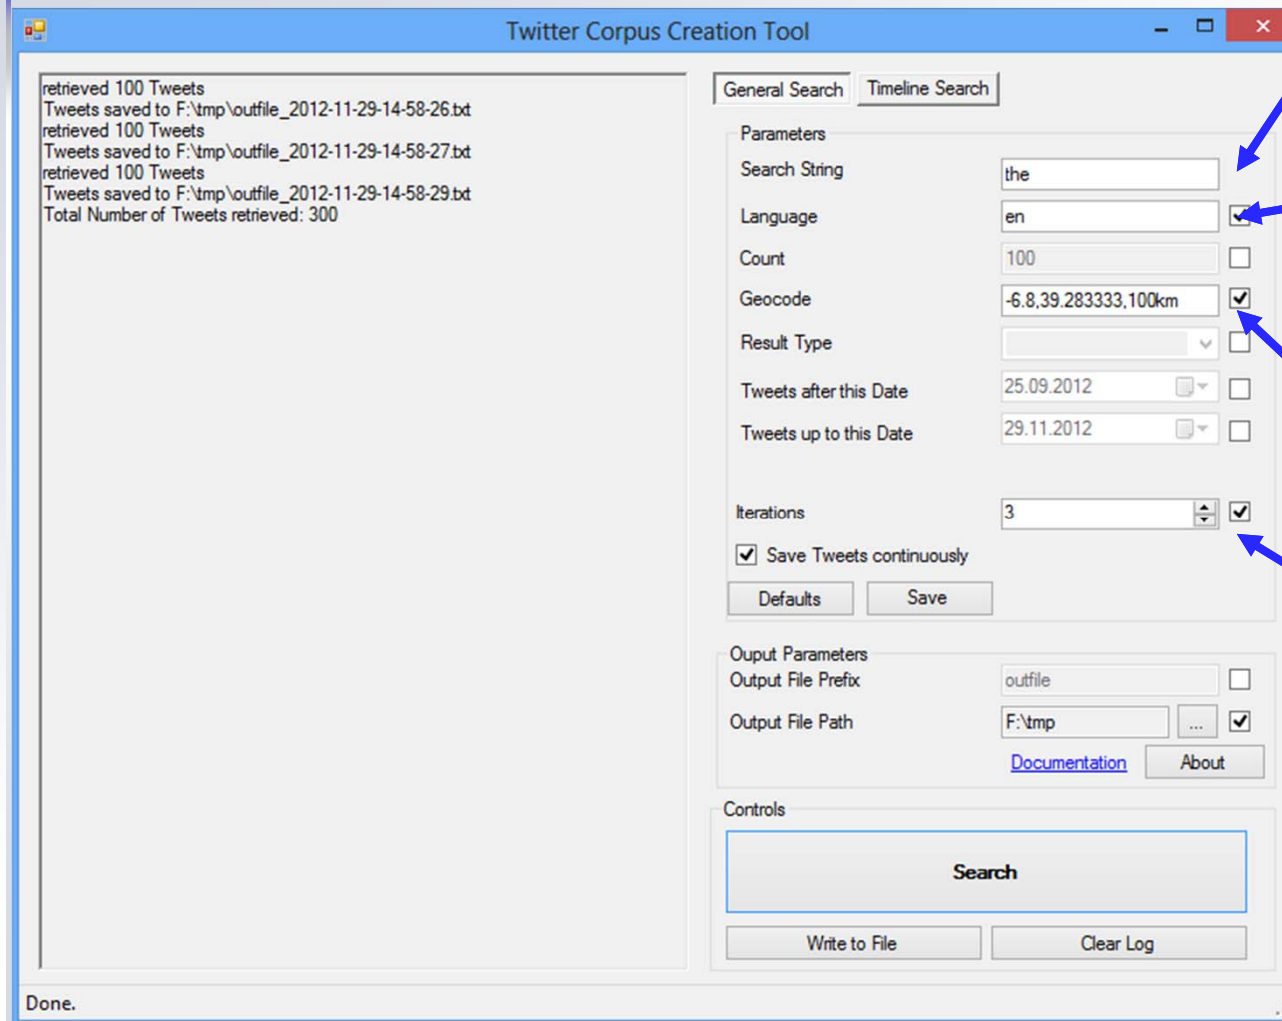 Twitter Corpus Creation Tool
retrieved 100 Tweets
Tweets saved to F:\tmp\outfile_2012-11-29-14-58-26.txt
retrieved 100 Tweets
Tweets saved to F:\tmp\outfile_2012-11-29-14-58-27.txt
retrieved 100 Tweets
Tweets saved to F:\tmp\outfile_2012-11-29-14-58-29.txt
Total Number of Tweets retrieved: 300
General Search Timeline Search
Parameters
Search String the
Language en
Count 100
Geocode -6.8,39.283333,100km
Result Type
Tweets after this Date 25.09.2012
Tweets up to this Date 29.11.2012
Iterations 3
Save Tweets continuously
Defaults Save
Ouput Parameters
Output File Prefix outfile
Output File Path F:\tmp ...
Documentation About
Controls
Search
Write to File Clear Log
Done.